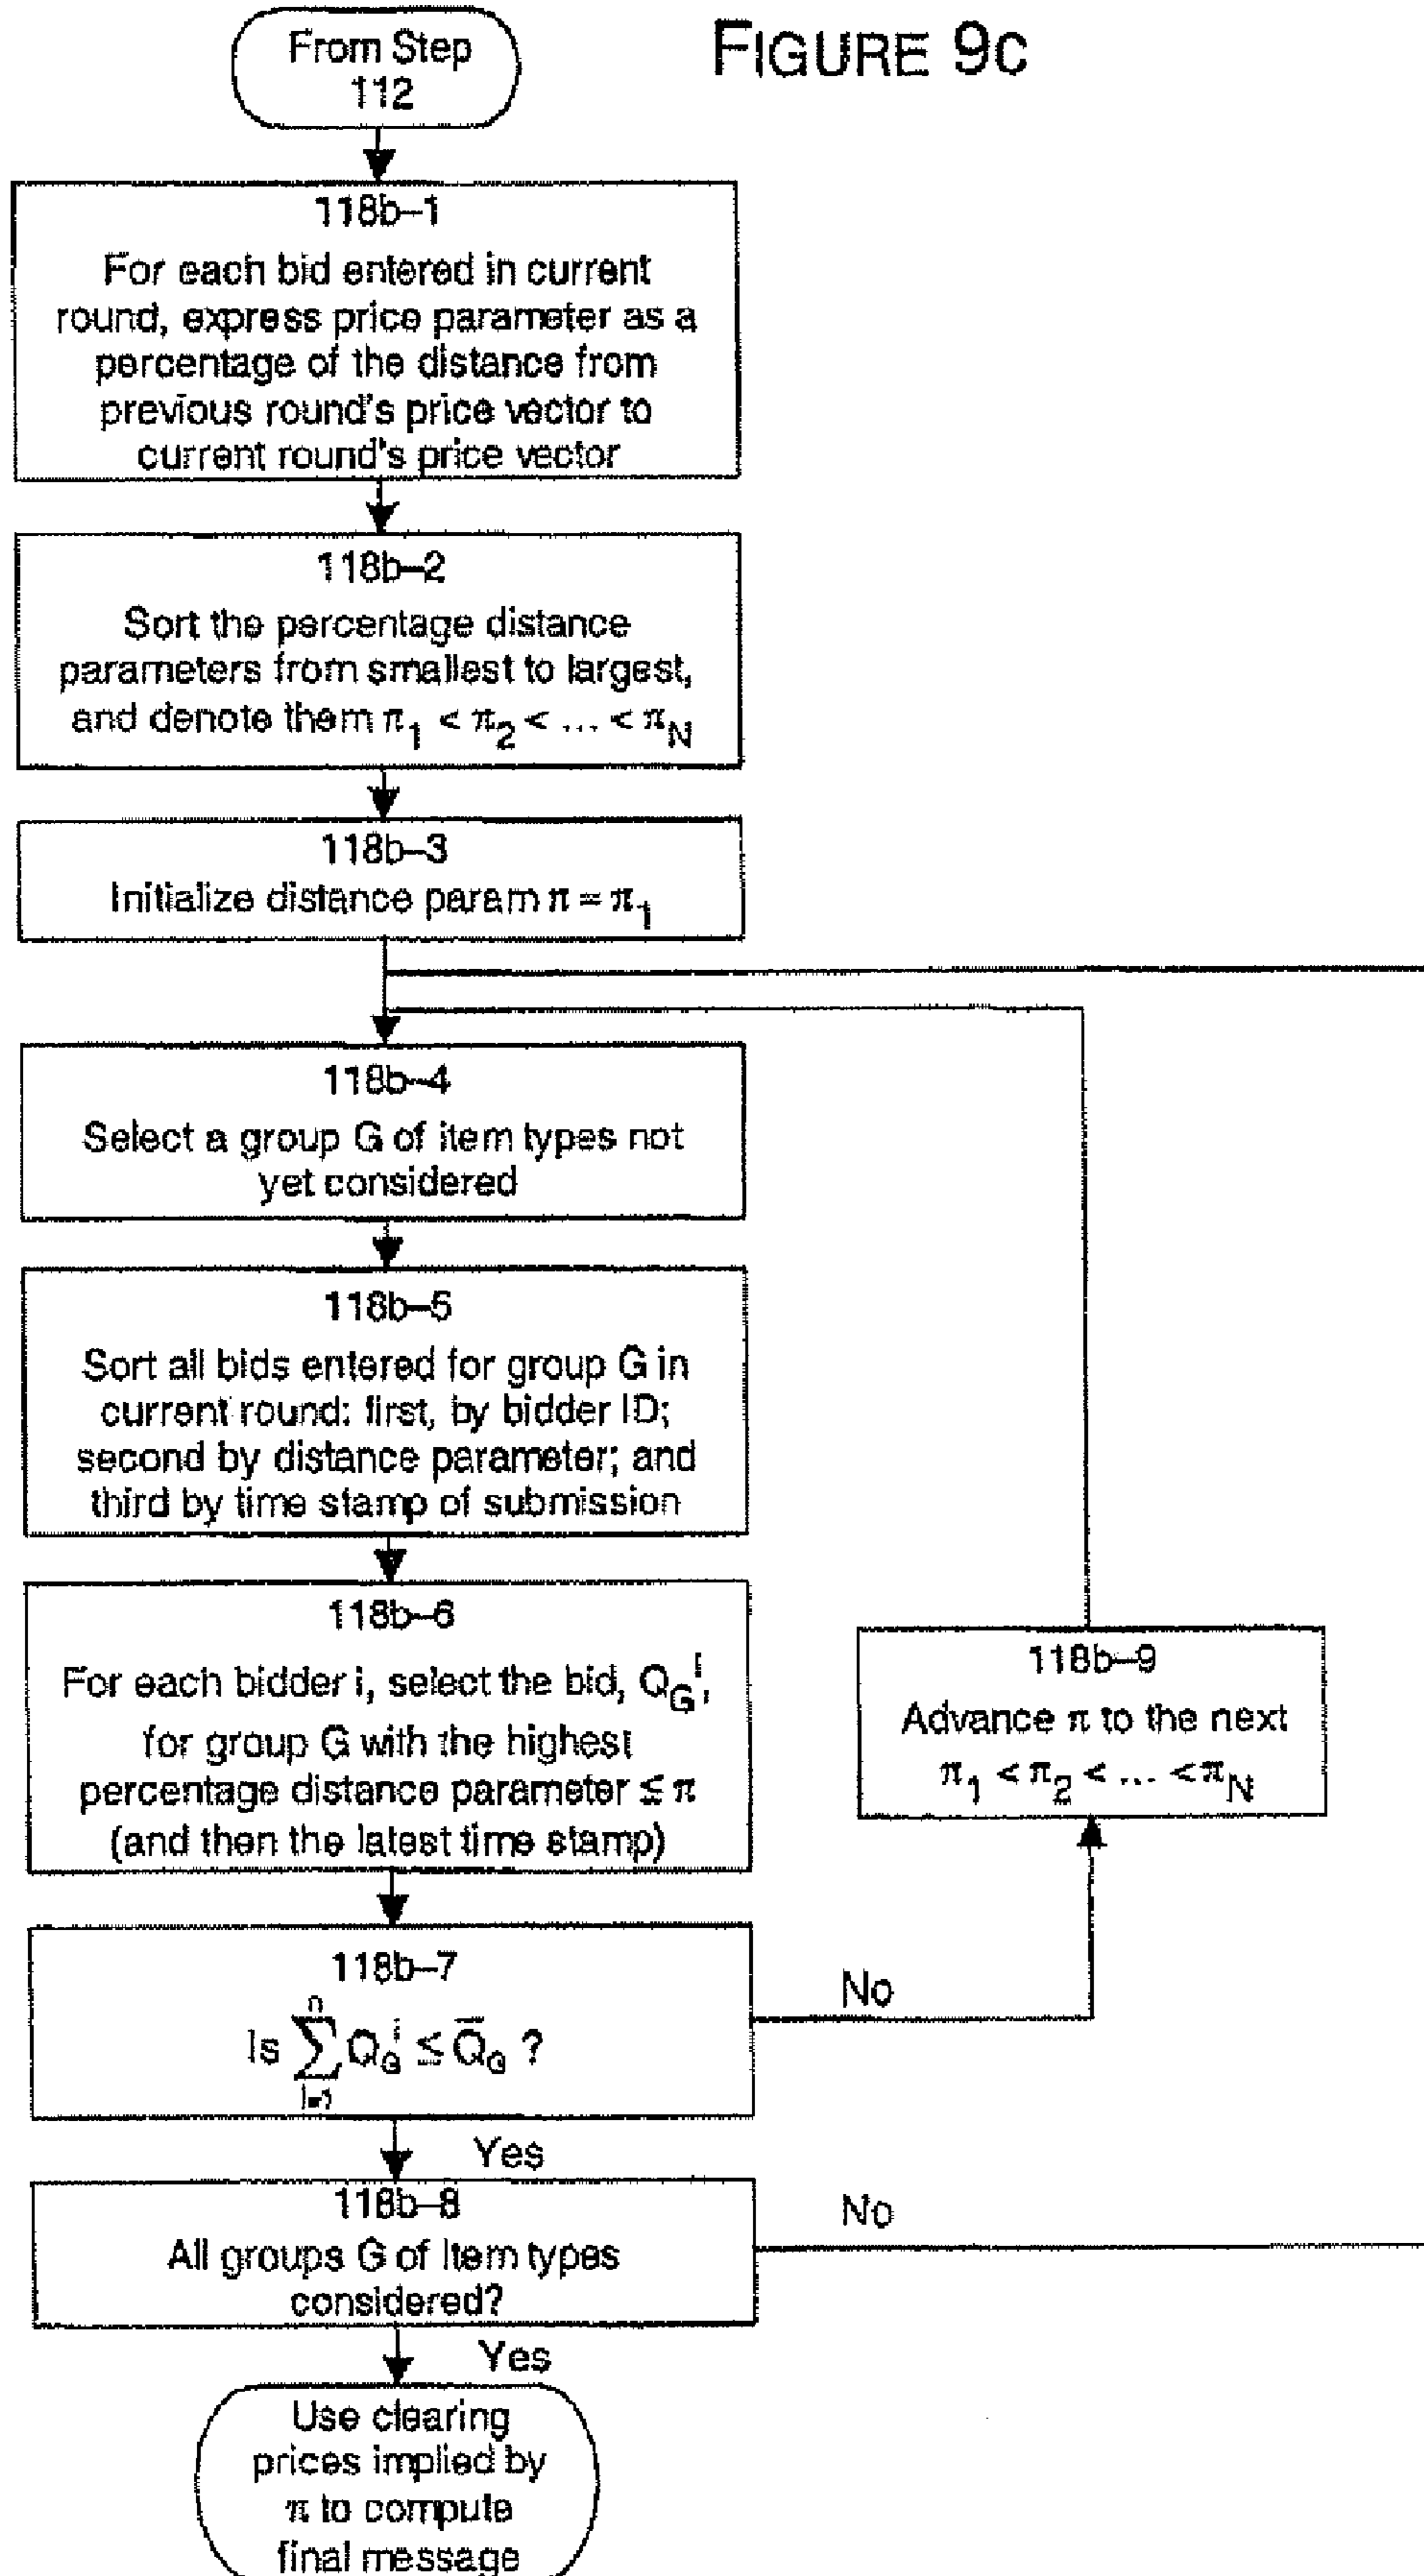 FIGURE 9c
From Step
112
118b–1
For each bid entered in current
round, express price parameter as a
percentage of the distance from
previous round's price vector to
current round's price vector
118b–2
Sort the percentage distance
parameters from smallest to largest,
and denote them π₁ < π₂ < ... < π_N
118b–3
Initialize distance param π = π₁
118b–4
Select a group G of item types not
yet considered
118b–5
Sort all bids entered for group G in
current round: first, by bidder ID;
second by distance parameter; and
third by time stamp of submission
118b–6
For each bidder i, select the bid, Q_G^i,
for group G with the highest
percentage distance parameter ≤ π
(and then the latest time stamp)
118b–9
Advance π to the next
π₁ < π₂ < ... < π_N
118b–7
Is ∑_{i=1}^{n} Q_G^i ≤ Q̄_G ?
No
Yes
118b–8
All groups G of item types
considered?
No
Yes
Use clearing
prices implied by
π to compute
final message